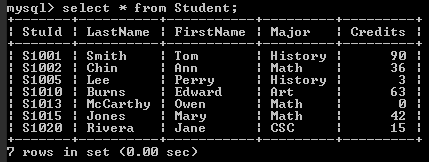 mysql> select * from Student;
+-------+-----------+-----------+---------+---------+
| StuId | LastName | FirstName | Major | Credits |
+-------+-----------+-----------+---------+---------+
| S1001 | Smith | Tom | History | 90 |
| S1002 | Chin | Ann | Math | 36 |
| S1005 | Lee | Perry | History | 3 |
| S1010 | Burns | Edward | Art | 63 |
| S1013 | McCarthy | Owen | Math | 0 |
| S1015 | Jones | Mary | Math | 42 |
| S1020 | Rivera | Jane | CSC | 15 |
+-------+-----------+-----------+---------+---------+
7 rows in set (0.00 sec)